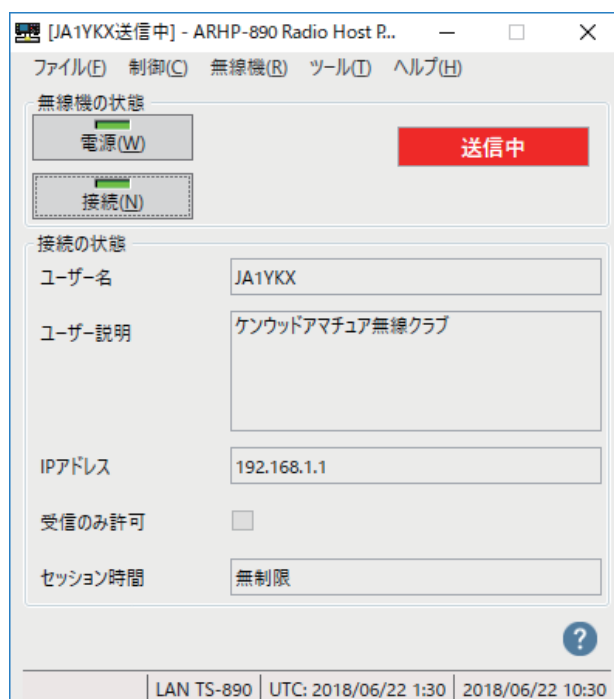 [JA1YKX送信中] - ARHP-890 Radio Host P...
ファイル(F) 制御(C) 無線機(R) ツール(T) ヘルプ(H)
無線機の状態
電源(W)
送信中
接続(N)
接続の状態
ユーザー名 JA1YKX
ユーザー説明 ケンウッドアマチュア無線クラブ
IPアドレス 192.168.1.1
受信のみ許可
セッション時間 無制限
?
LAN TS-890 UTC: 2018/06/22 1:30 2018/06/22 10:30